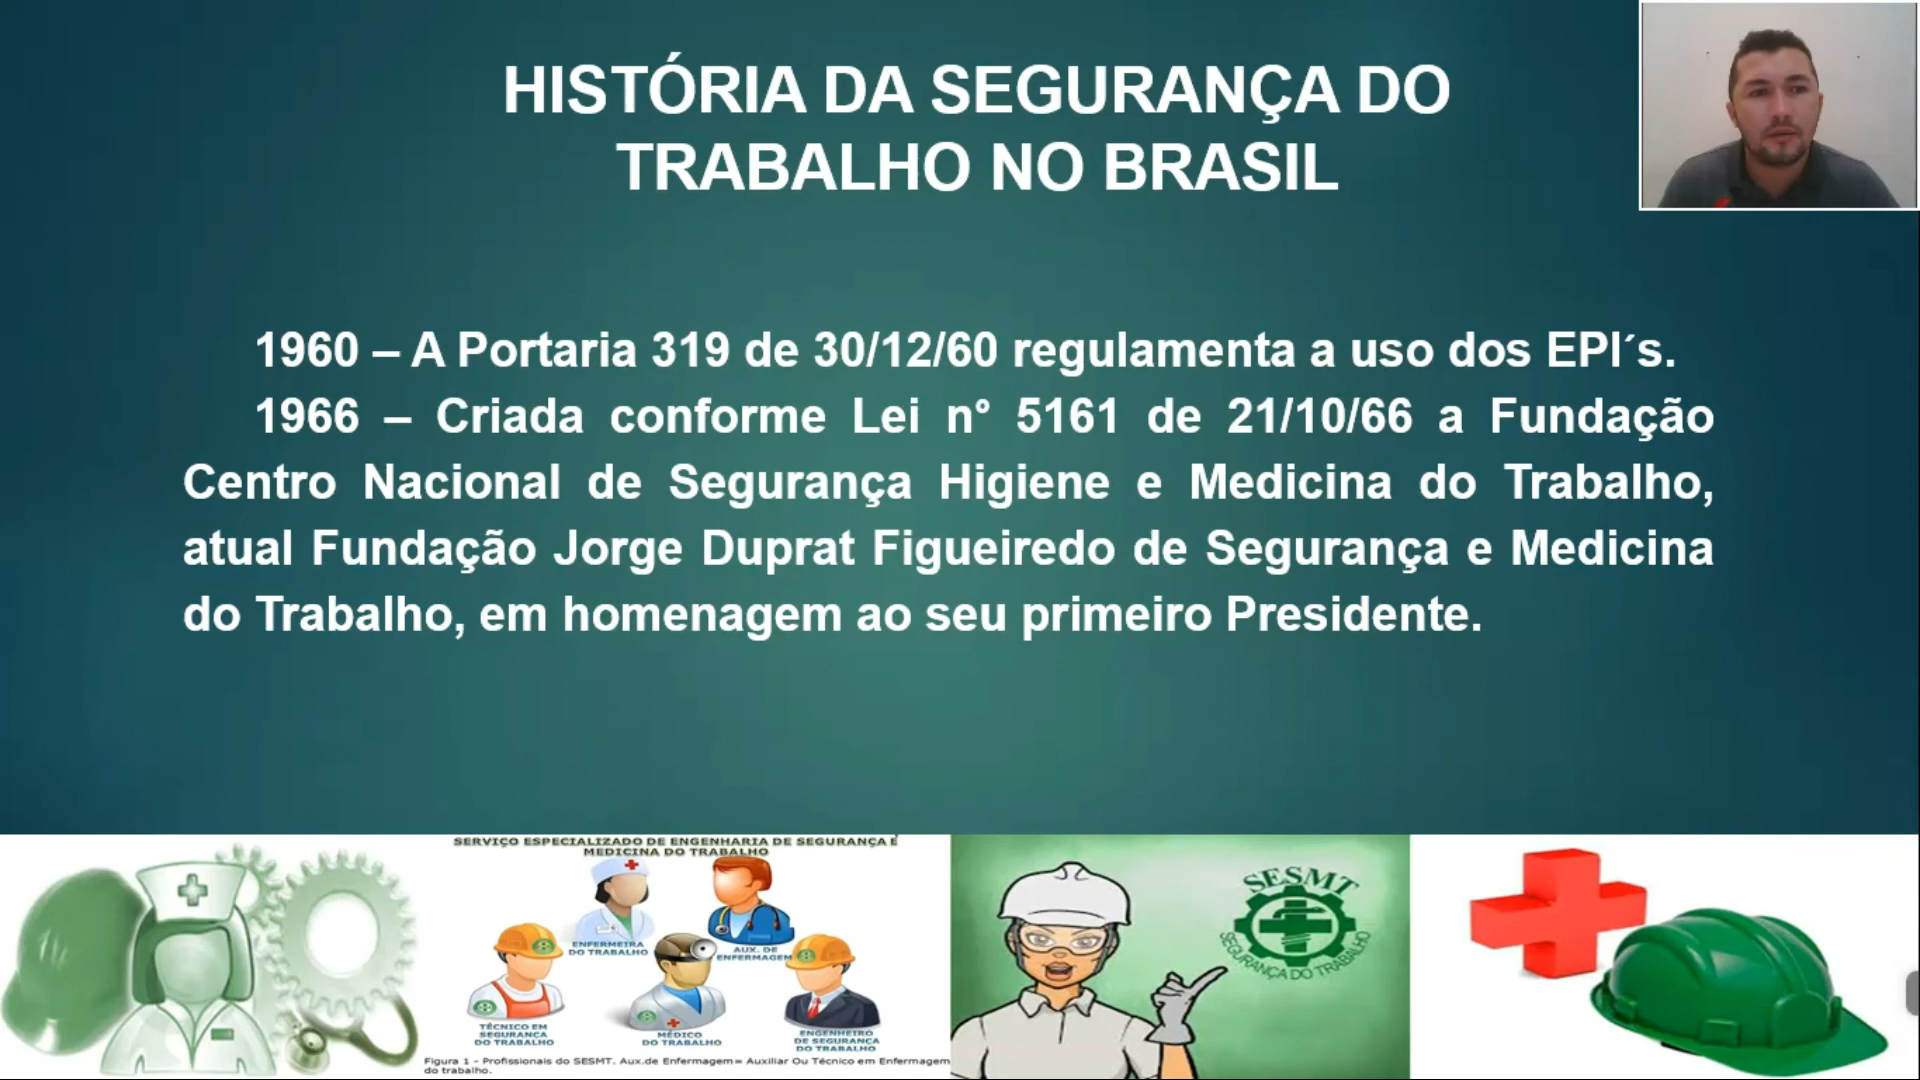 HISTÓRIA DA SEGURANÇA DO
TRABALHO NO BRASIL
1960 – A Portaria 319 de 30/12/60 regulamenta a uso dos EPI´s.
1966 – Criada conforme Lei n° 5161 de 21/10/66 a Fundação
Centro Nacional de Segurança Higiene e Medicina do Trabalho,
atual Fundação Jorge Duprat Figueiredo de Segurança e Medicina
do Trabalho, em homenagem ao seu primeiro Presidente.
SERVIÇO ESPECIALIZADO DE ENGENHARIA DE SEGURANÇA E
MEDICINA DO TRABALHO
ENFERMEIRA
DO TRABALHO
AUX. DE
ENFERMAGEM
TÉCNICO EM
SEGURANÇA
DO TRABALHO
MÉDICO
DO TRABALHO
ENGENHEIRO
DE SEGURANÇA
DO TRABALHO
Figura 1 - Profissionais do SESMT. Aux.de Enfermagem= Auxiliar Ou Técnico em Enfermagem
do trabalho.
SESMT
SEGURANÇA DO TRABALHO